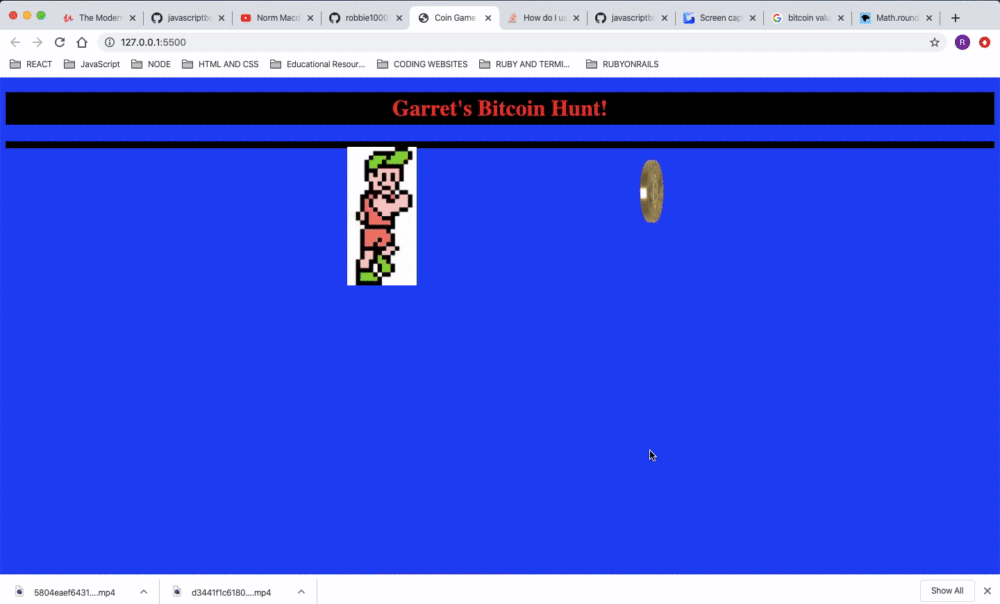 The Modern
javascriptb
Norm Macd
robbie1000
Coin Game
How do I us
javascriptb
Screen cap
bitcoin valu
Math.round
127.0.0.1:5500
R
REACT
JavaScript
NODE
HTML AND CSS
Educational Resour...
CODING WEBSITES
RUBY AND TERMI...
RUBYONRAILS
Garret's Bitcoin Hunt!
5804eaef6431....mp4
d3441f1c6180....mp4
Show All